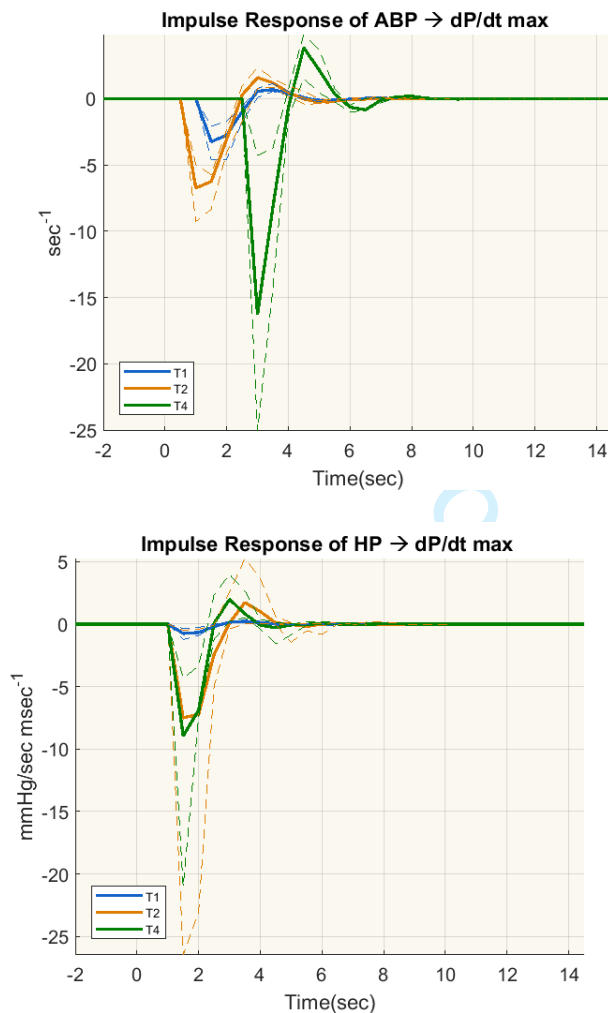 Impulse Response of ABP → dP/dt max
0
-5
-10
-15
-20
-25
sec⁻¹
T1
T2
T4
-2 0 2 4 6 8 10 12 14
Time(sec)
Impulse Response of HP → dP/dt max
5
0
-5
-10
-15
-20
-25
mmHg/sec msec⁻¹
T1
T2
T4
-2 0 2 4 6 8 10 12 14
Time(sec)